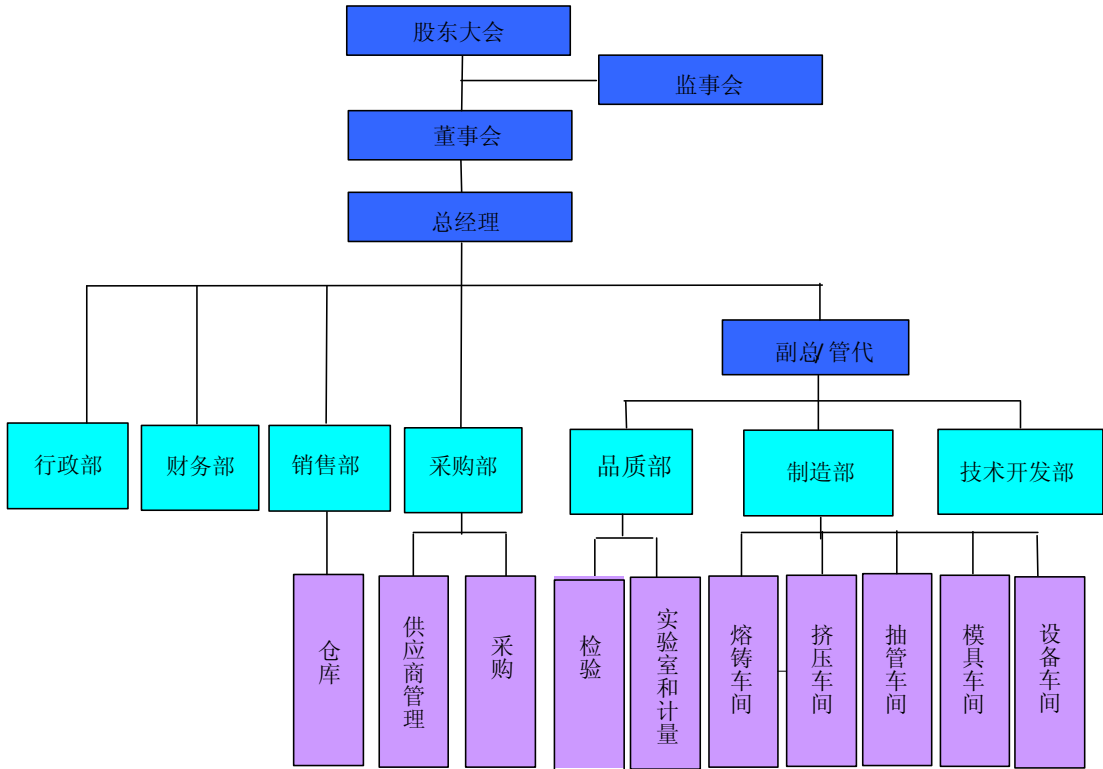 股东大会
监事会
董事会
总经理
副总/管代
行政部
财务部
销售部
采购部
品质部
制造部
技术开发部
仓库
供应商管理
采购
检验
实验室和计量
熔铸车间
挤压车间
抽管车间
模具车间
设备车间